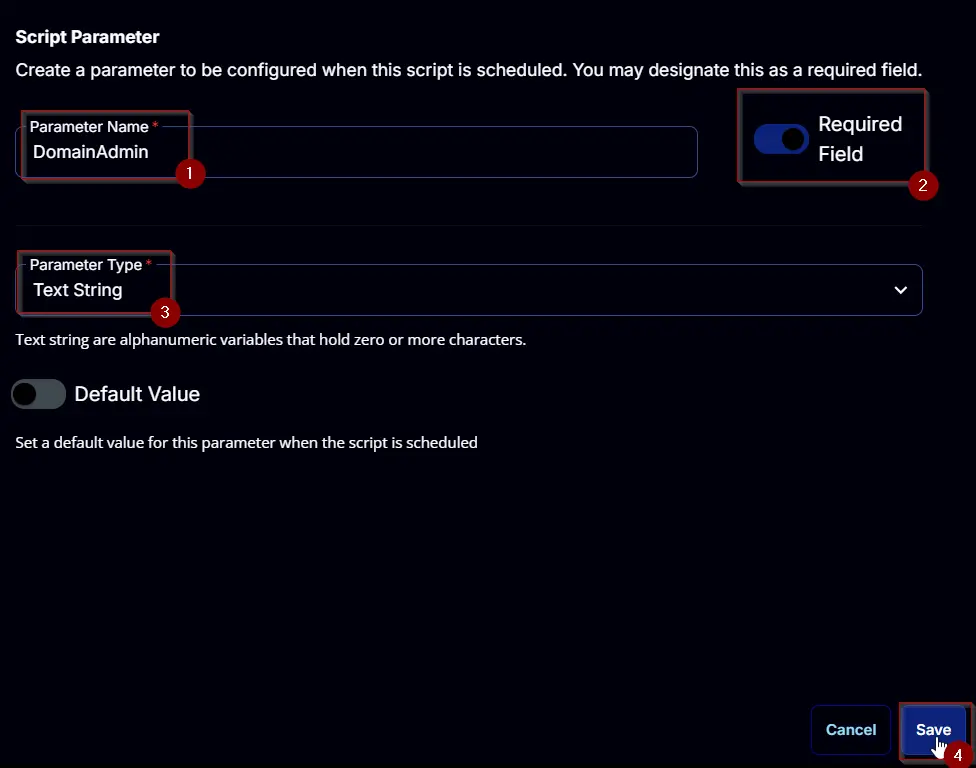 Script Parameter
Create a parameter to be configured when this script is scheduled. You may designate this as a required field.
Parameter Name *
DomainAdmin
1
Required
Field
2
Parameter Type *
Text String
3
Text string are alphanumeric variables that hold zero or more characters.
Default Value
Set a default value for this parameter when the script is scheduled
Cancel
Save
4